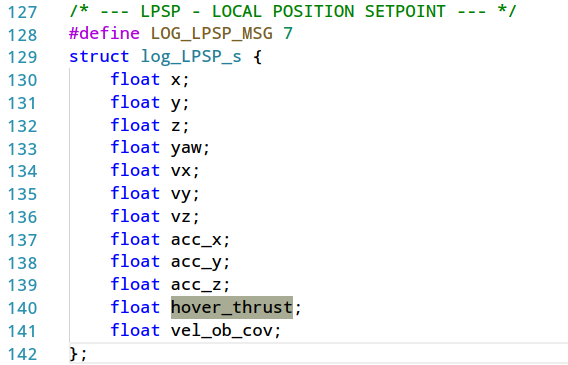 127 /* --- LPSP - LOCAL POSITION SETPOINT --- */
128 #define LOG_LPSP_MSG 7
129 struct log_LPSP_s {
130     float x;
131     float y;
132     float z;
133     float yaw;
134     float vx;
135     float vy;
136     float vz;
137     float acc_x;
138     float acc_y;
139     float acc_z;
140     float hover_thrust;
141     float vel_ob_cov;
142 };